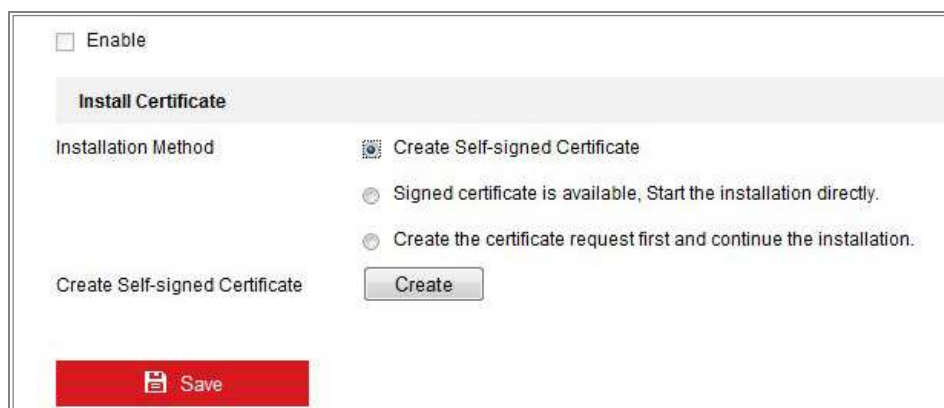 Enable
Install Certificate
Installation Method
Create Self-signed Certificate
Signed certificate is available, Start the installation directly.
Create the certificate request first and continue the installation.
Create Self-signed Certificate
Create
Save